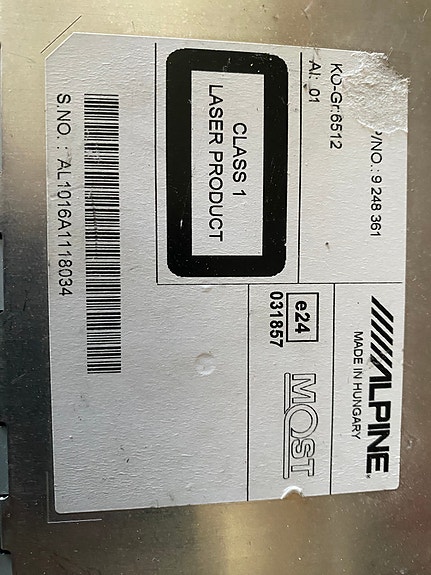 P/NO.: 9 248 361
KO-Gr:6512
AI: 01
ALPINE
MADE IN HUNGARY
CLASS 1
LASER PRODUCT
e24
031857
MOST
S.NO. : AL1016A1118034